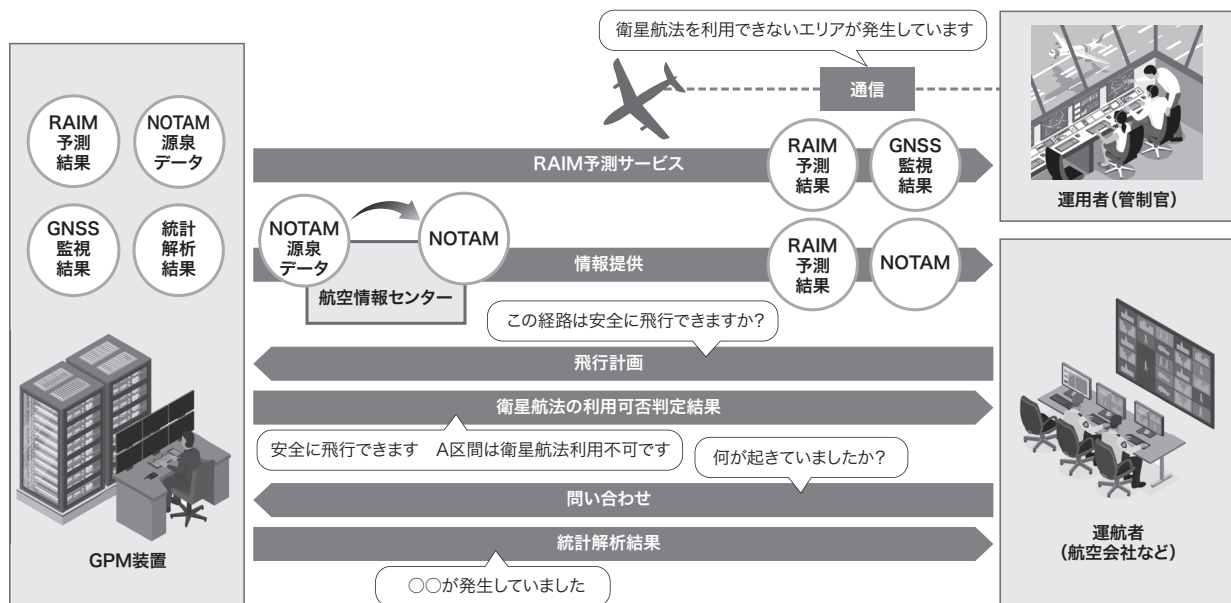 衛星航法を利用できないエリアが発生しています
通信
RAIM
予測
結果
NOTAM
源泉
データ
GNSS
監視
結果
統計
解析
結果
GPM装置
RAIM予測サービス
RAIM
予測
結果
GNSS
監視
結果
運用者(管制官)
NOTAM
源泉
データ
NOTAM
航空情報センター
情報提供
RAIM
予測
結果
NOTAM
この経路は安全に飛行できますか?
飛行計画
衛星航法の利用可否判定結果
安全に飛行できます　A区間は衛星航法利用不可です
何が起きていましたか?
問い合わせ
統計解析結果
○○が発生していました
運航者
(航空会社など)